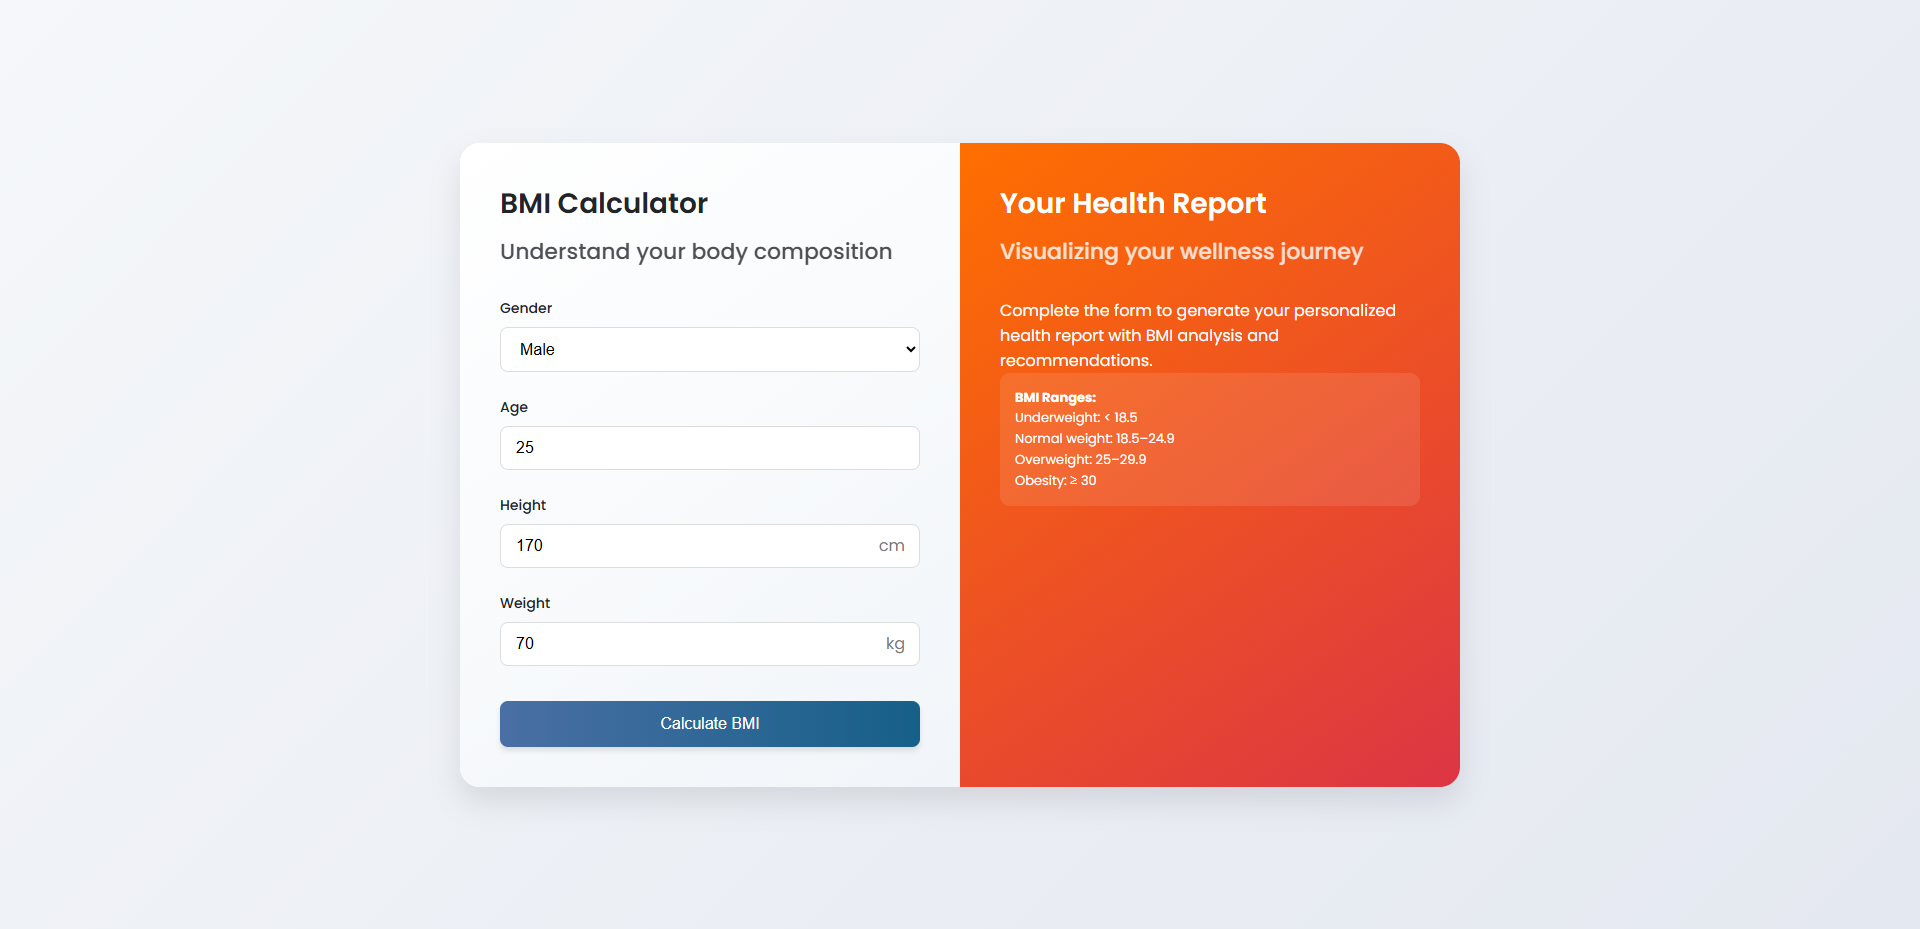 BMI Calculator
Understand your body composition
Gender
Male
Age
25
Height
170 cm
Weight
70 kg
Calculate BMI
Your Health Report
Visualizing your wellness journey
Complete the form to generate your personalized
health report with BMI analysis and
recommendations.
BMI Ranges:
Underweight: < 18.5
Normal weight: 18.5–24.9
Overweight: 25–29.9
Obesity: ≥ 30